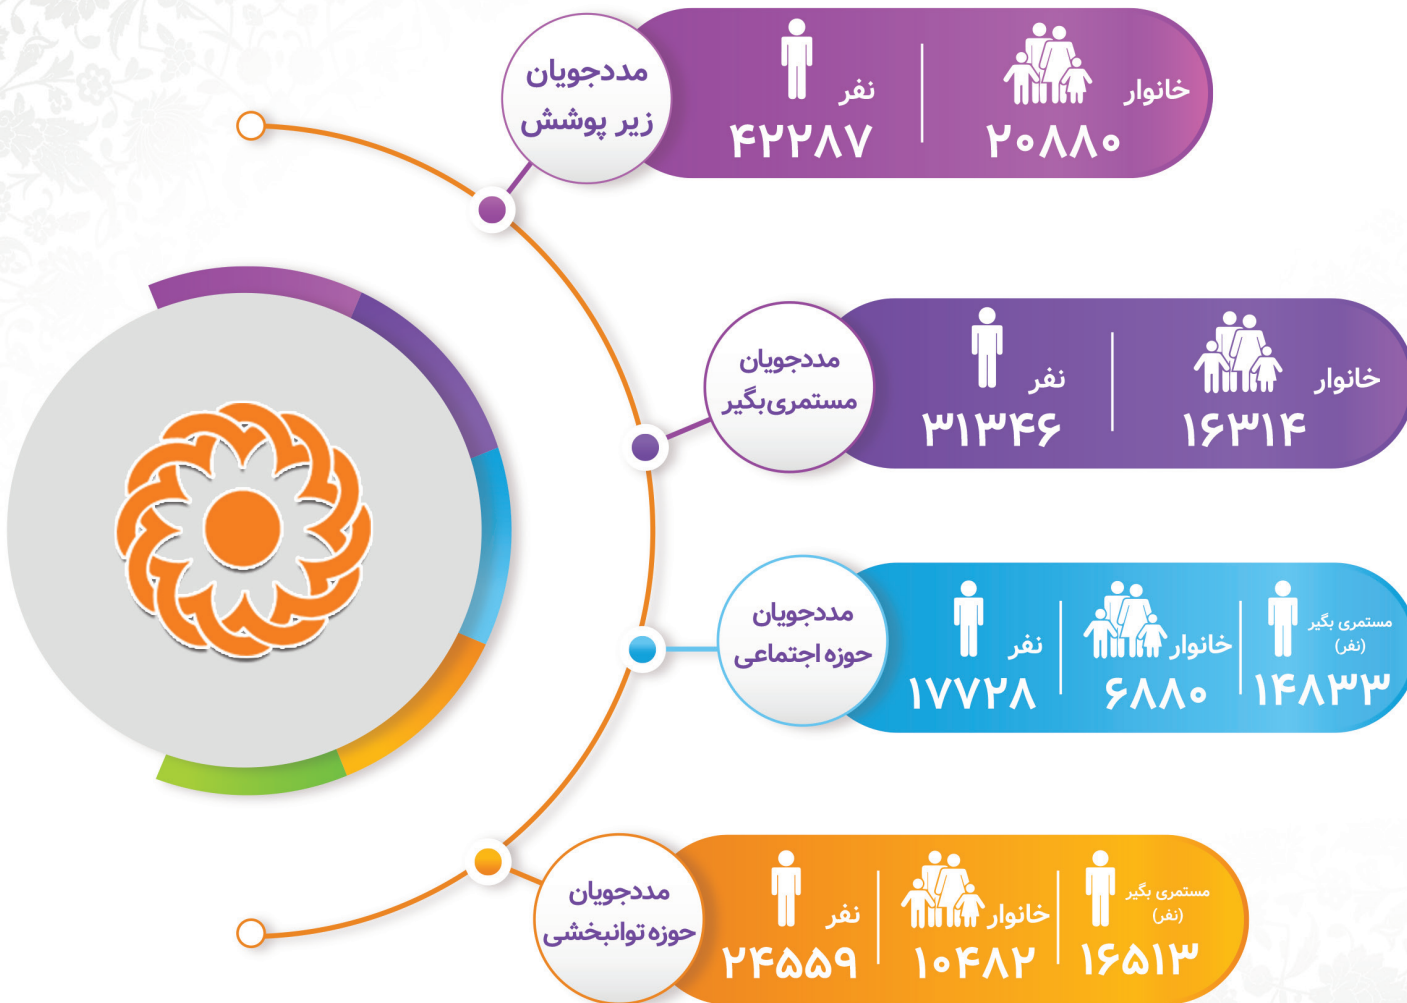 مددجویان
زیر پوشش
خانوار
۲۰۸۸۰
نفر
۴۲۲۸۷
مددجویان
مستمری‌بگیر
خانوار
۱۶۳۱۴
نفر
۳۱۳۴۶
مددجویان
حوزه اجتماعی
مستمری بگیر
(نفر)
۱۴۸۳۳
خانوار
۶۸۸۰
نفر
۱۷۷۲۸
مددجویان
حوزه توانبخشی
مستمری بگیر
(نفر)
۱۶۵۱۳
خانوار
۱۰۴۸۲
نفر
۲۴۵۵۹